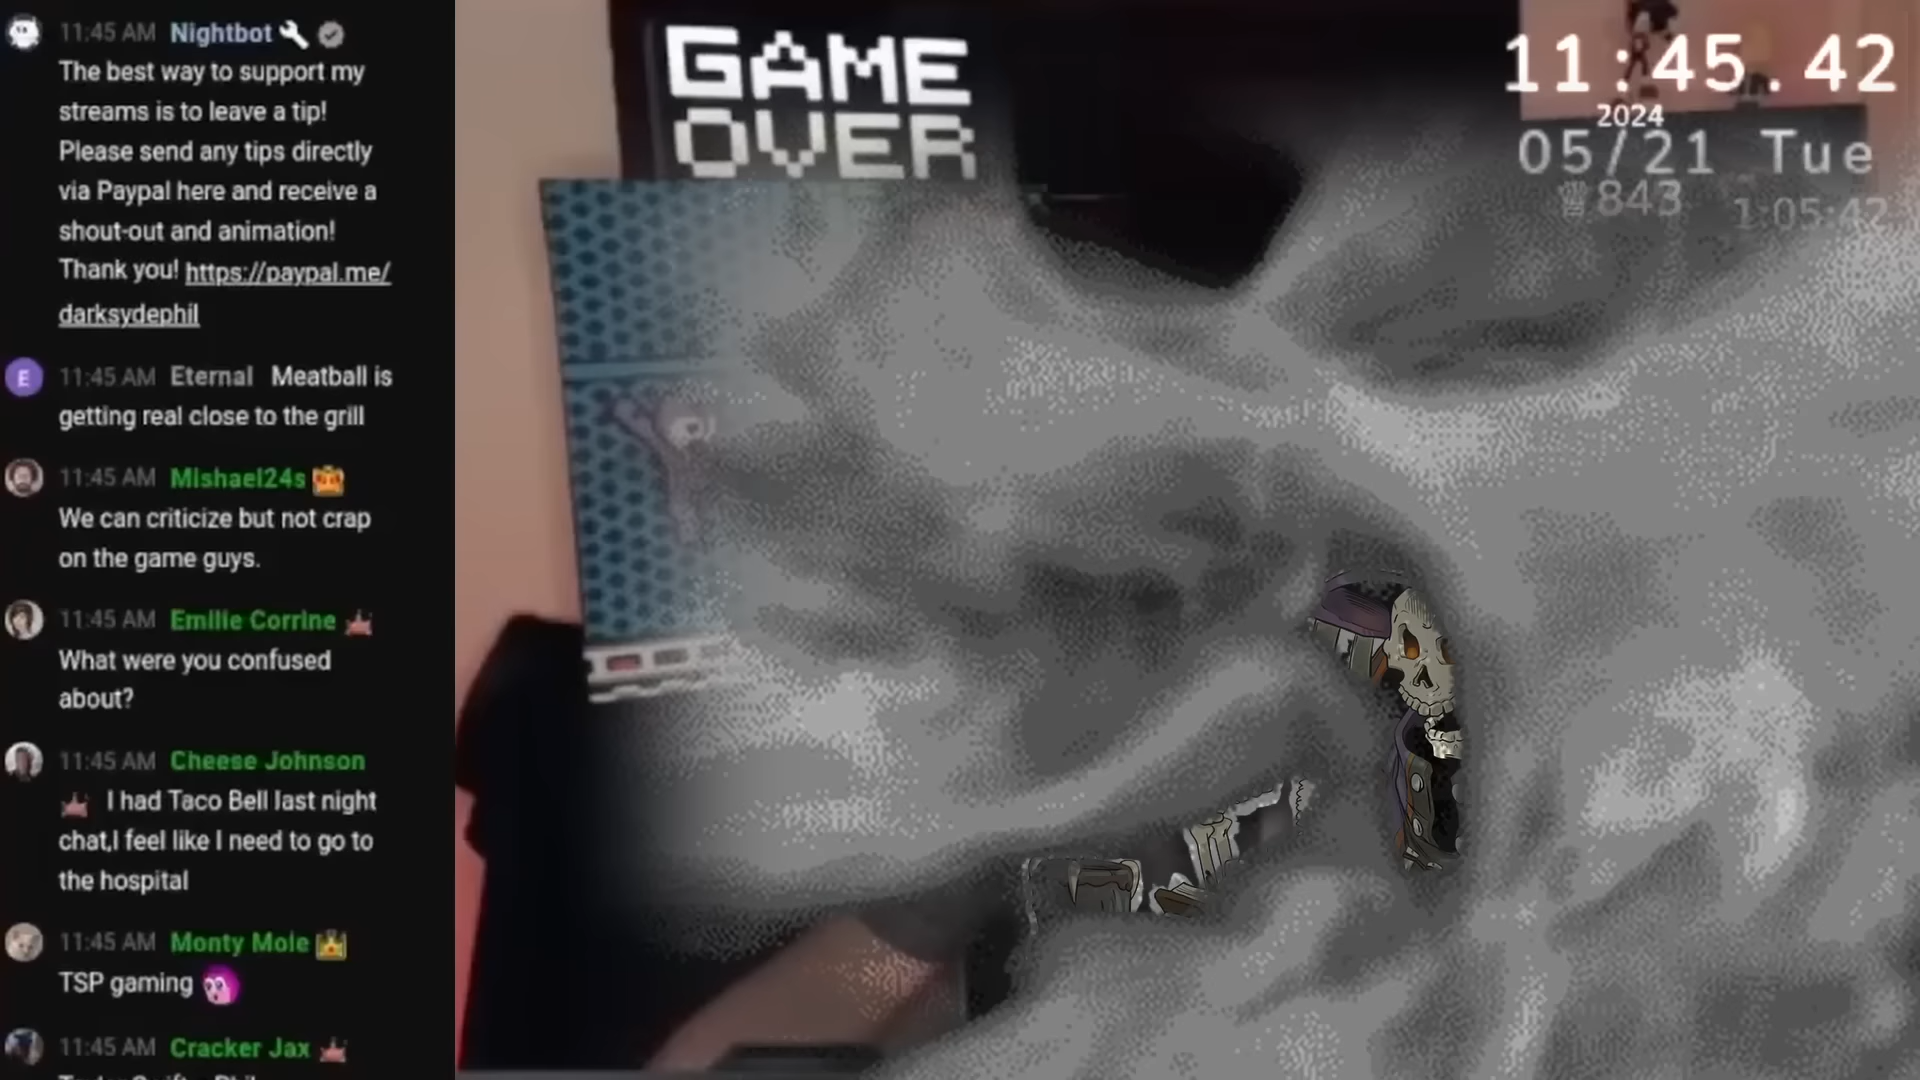 11:45 AM Nightbot
The best way to support my
streams is to leave a tip!
Please send any tips directly
via Paypal here and receive a
shout-out and animation!
Thank you! https://paypal.me/
darksydephil
E 11:45 AM Eternal Meatball is
getting real close to the grill
11:45 AM Mishael24s
We can criticize but not crap
on the game guys.
11:45 AM Emilie Corrine
What were you confused
about?
11:45 AM Cheese Johnson
I had Taco Bell last night
chat,I feel like I need to go to
the hospital
11:45 AM Monty Mole
TSP gaming
11:45 AM Cracker Jax
GAME
OVER
11:45.42
2024
05/21 Tue
843 1:05:42